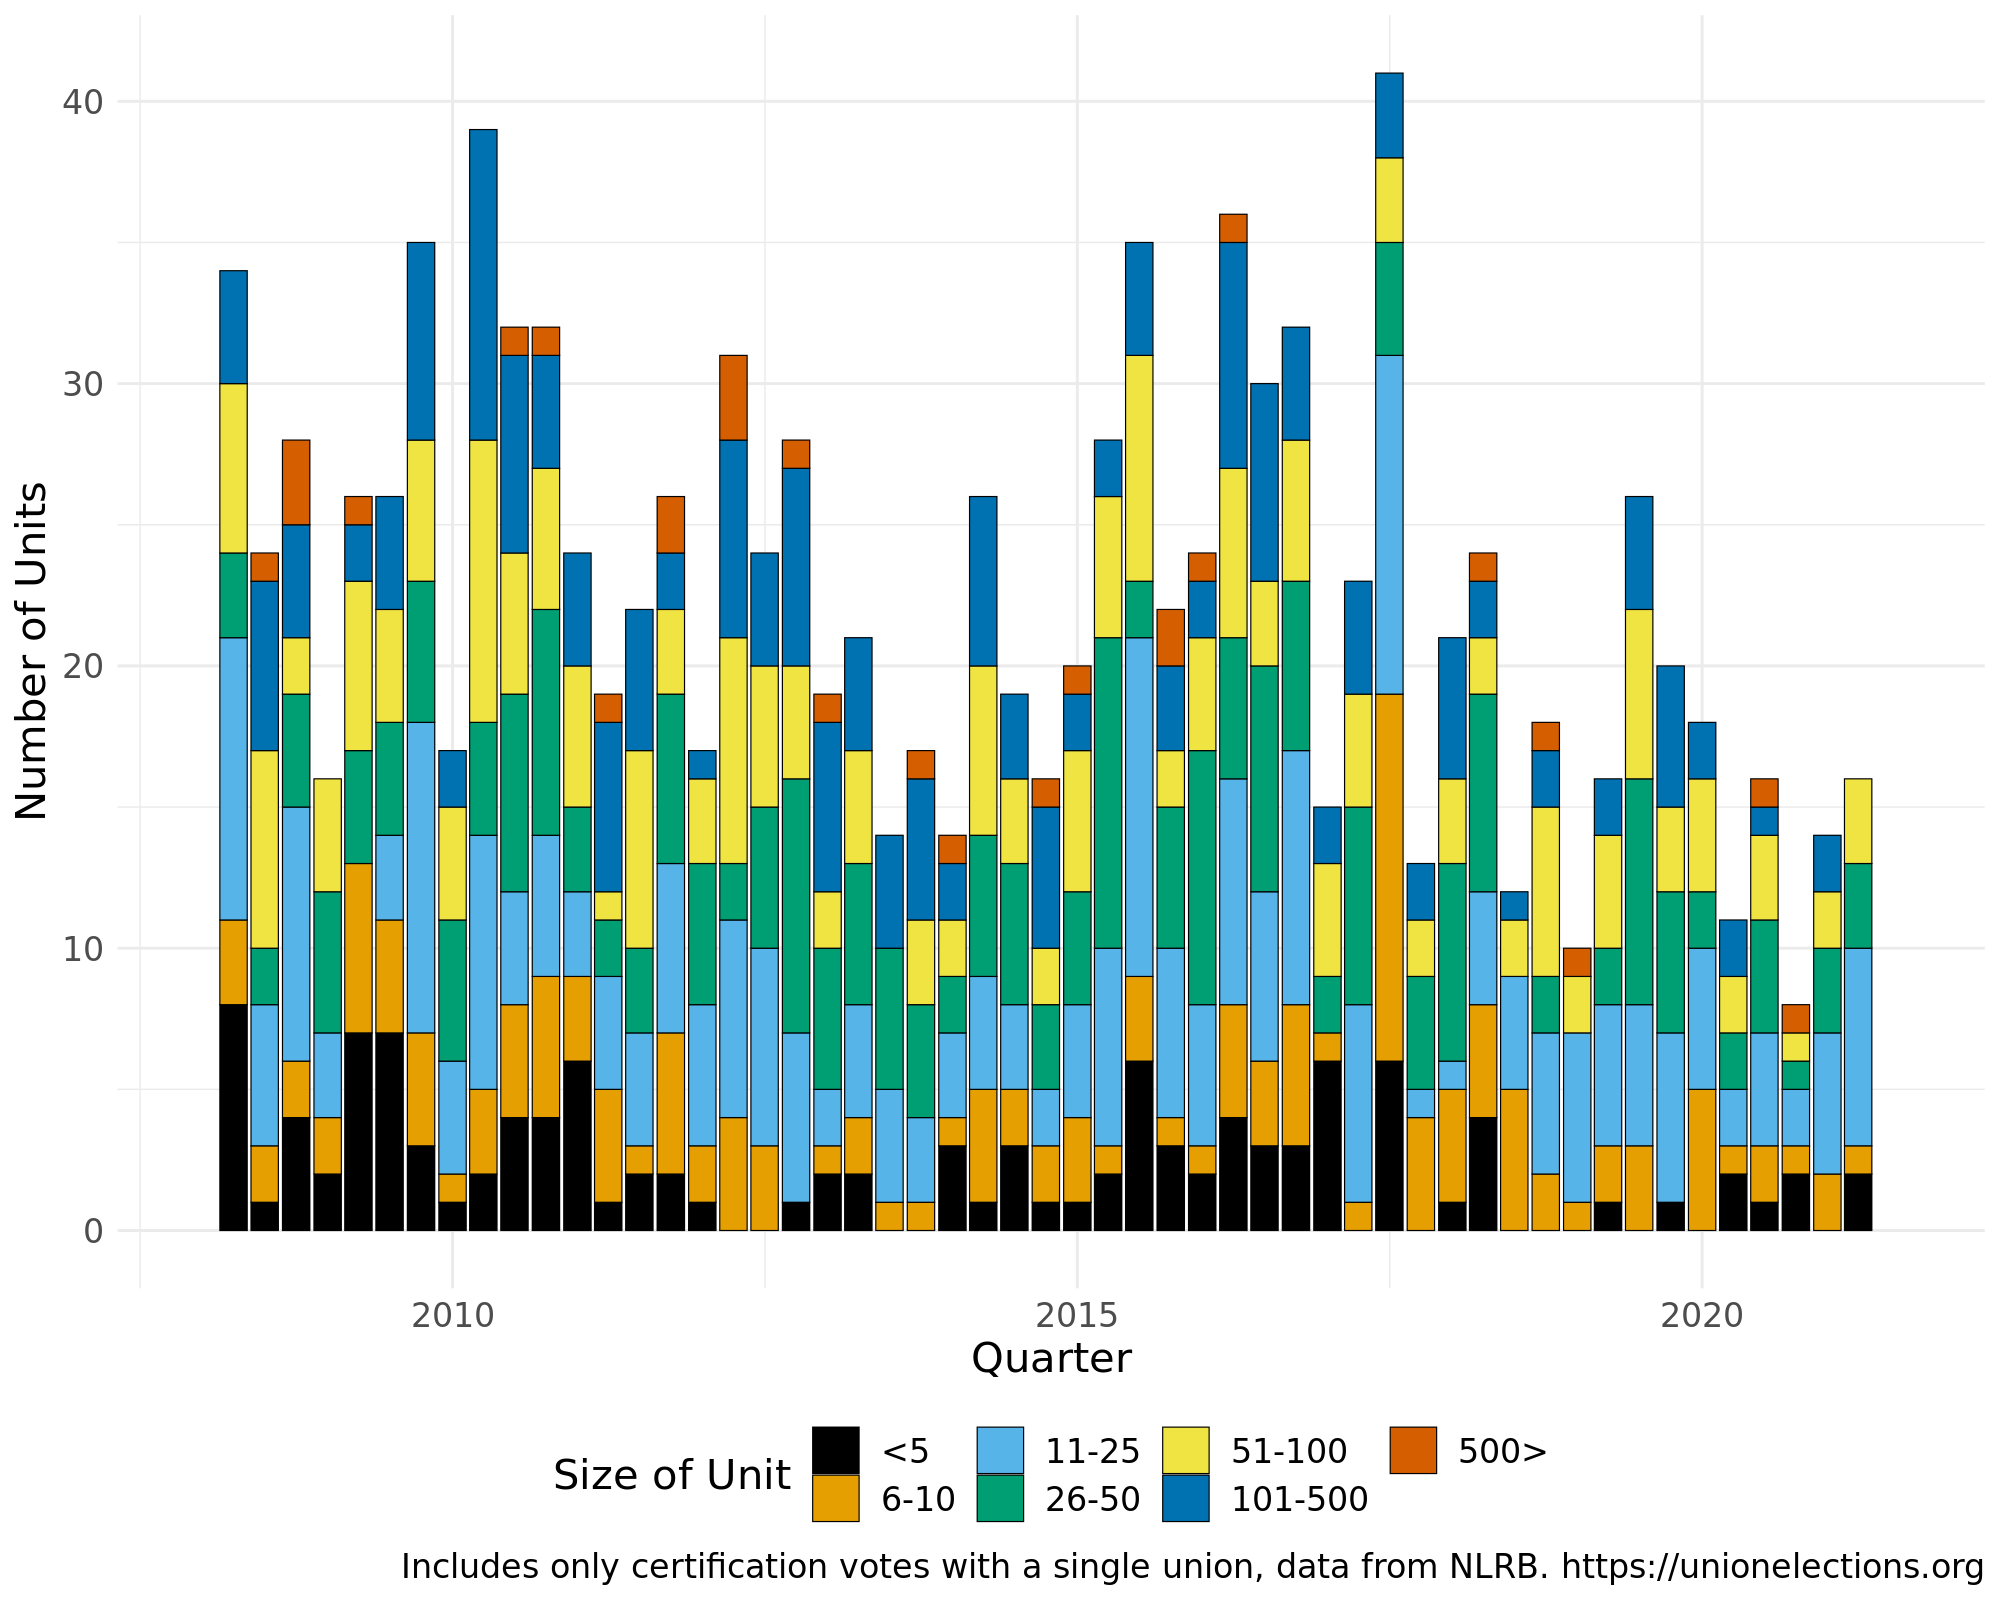 40
30
20
10
0
Number of Units
2010 2015 2020
Quarter
Size of Unit
<5 11-25 51-100 500>
6-10 26-50 101-500
Includes only certification votes with a single union, data from NLRB. https://unionelections.org